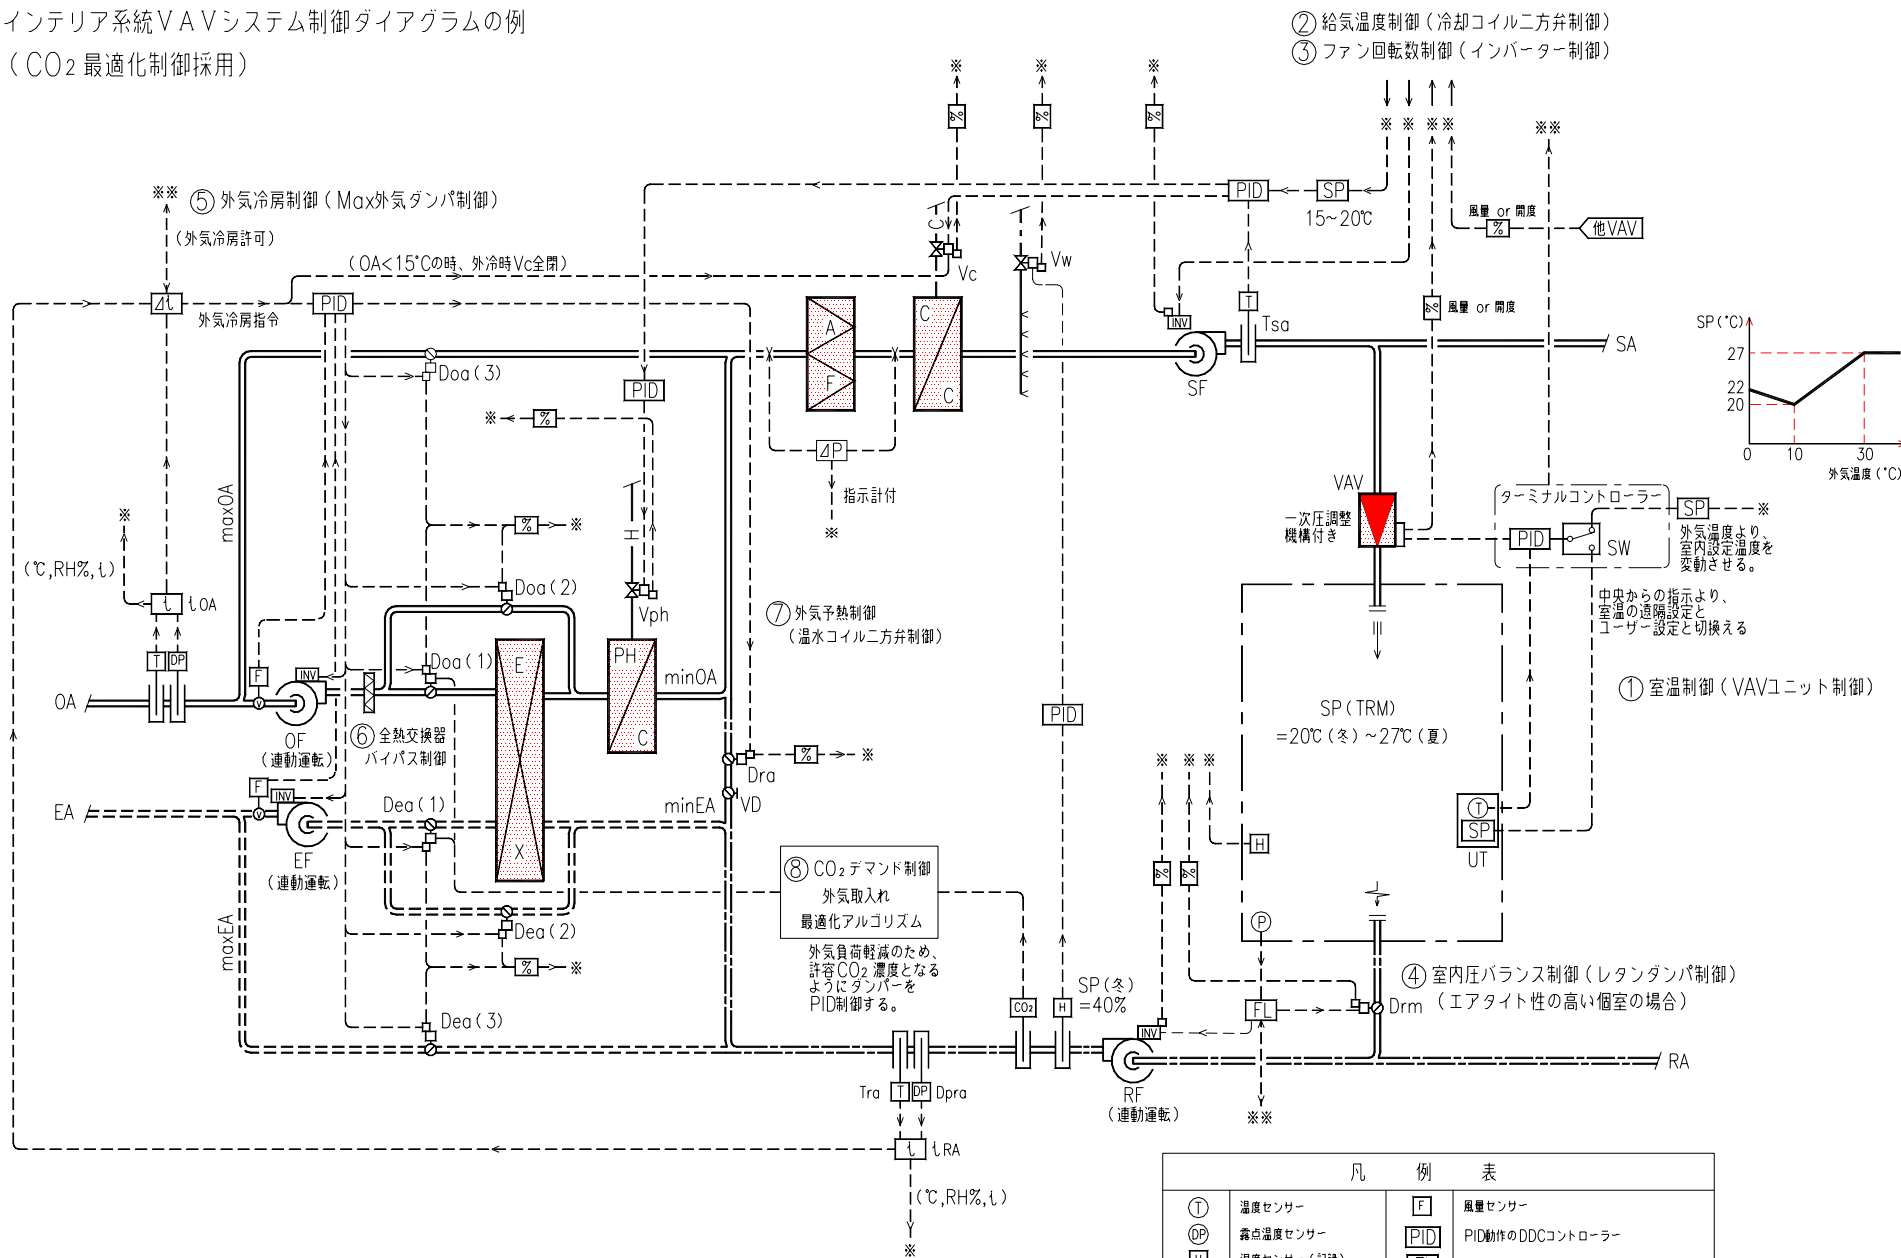 インテリア系統VAVシステム制御ダイアグラムの例
（CO₂最適化制御採用）
② 給気温度制御（冷却コイル二方弁制御）
③ ファン回転数制御（インバーター制御）
※ ※ ※
% % %
※ ※ ※ ※ ※※
※※ ⑤ 外気冷房制御（Max外気ダンパ制御）
（外気冷房許可）
PID SP
15~20℃
風量 or 開度
% 他VAV
（OA<15℃の時、外冷時Vc全閉）
C Vc Vw
Δi PID
外気冷房指令
INV T Tsa
% 風量 or 開度
A F C C SF SA
SP(℃)
27
22
20
0 10 30
外気温度(℃)
Doa(3)
PID
※ %
ΔP
指示計付
※
maxOA
H
% ※
VAV
一次圧調整
機構付き
ターミナルコントローラー
PID SW
SP ※
外気温度より、
室内設定温度を
変動させる。
中央からの指示より、
室温の遠隔設定と
ユーザー設定と切換える
※
(℃,RH%,i)
i iOA
T DP
Doa(2)
Vph
⑦ 外気予熱制御
（温水コイル二方弁制御）
Doa(1)
E X PH C
minOA
① 室温制御（VAVユニット制御）
SP(TRM)
=20℃(冬)~27℃(夏)
OA F V INV
OF
（連動運転）
⑥ 全熱交換器
バイパス制御
PID
Dra % ※
VD
minEA
※ ※ ※
F INV
EA V
EF
（連動運転）
Dea(1)
T
SP
UT
H
% %
⑧ CO₂デマンド制御
外気取入れ
最適化アルゴリズム
外気負荷軽減のため、
許容CO₂濃度となる
ようにダンパーを
PID制御する。
maxEA
Dea(2)
% ※
Dea(3)
P
FL
④ 室内圧バランス制御（レタンダンパ制御）
（エアタイト性の高い個室の場合）
Drm
SP(冬)
=40%
CO₂ H
INV
RF
（連動運転）
RA
※※
Tra T DP Dpra
i iRA
(℃,RH%,i)
※
凡 例 表
T 温度センサー F 風量センサー
DP 露点温度センサー PID PID動作のDDCコントローラー